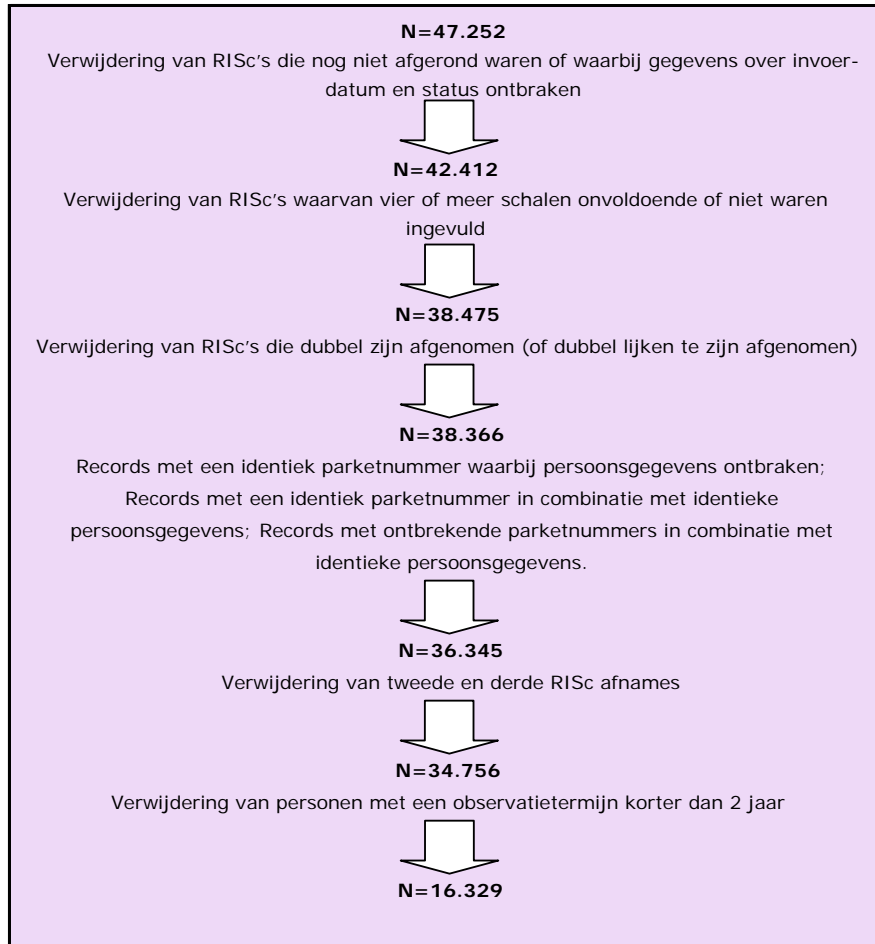 N=47.252
Verwijdering van RISc's die nog niet afgerond waren of waarbij gegevens over invoer-
datum en status ontbraken
N=42.412
Verwijdering van RISc's waarvan vier of meer schalen onvoldoende of niet waren
ingevuld
N=38.475
Verwijdering van RISc's die dubbel zijn afgenomen (of dubbel lijken te zijn afgenomen)
N=38.366
Records met een identiek parketnummer waarbij persoonsgegevens ontbraken;
Records met een identiek parketnummer in combinatie met identieke
persoonsgegevens; Records met ontbrekende parketnummers in combinatie met
identieke persoonsgegevens.
N=36.345
Verwijdering van tweede en derde RISc afnames
N=34.756
Verwijdering van personen met een observatietermijn korter dan 2 jaar
N=16.329